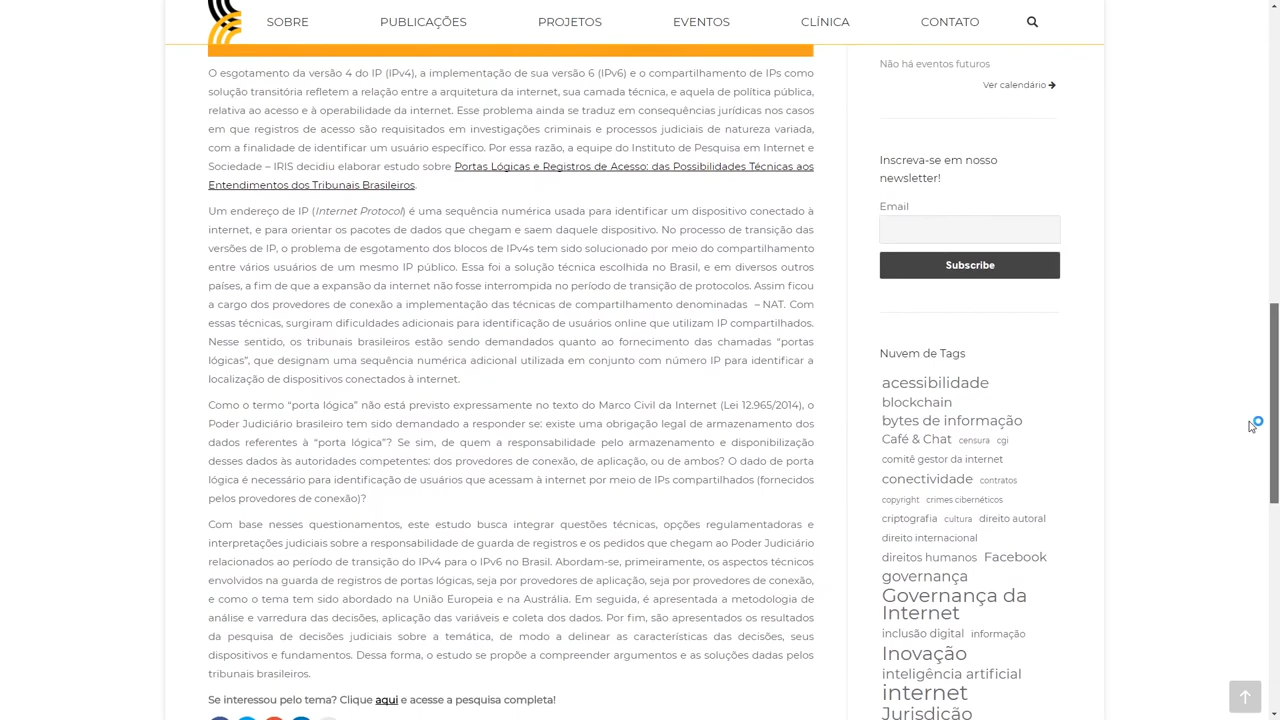 SOBRE PUBLICAÇÕES PROJETOS EVENTOS CLÍNICA CONTATO
O esgotamento da versão 4 do IP (IPv4), a implementação de sua versão 6 (IPv6) e o compartilhamento de IPs como
solução transitória refletem a relação entre a arquitetura da internet, sua camada técnica, e aquela de política pública,
relativa ao acesso e à operabilidade da internet. Esse problema ainda se traduz em consequências jurídicas nos casos
em que registros de acesso são requisitados em investigações criminais e processos judiciais de natureza variada,
com a finalidade de identificar um usuário específico. Por essa razão, a equipe do Instituto de Pesquisa em Internet e
Sociedade – IRIS decidiu elaborar estudo sobre Portas Lógicas e Registros de Acesso: das Possibilidades Técnicas aos
Entendimentos dos Tribunais Brasileiros.
Um endereço de IP (Internet Protocol) é uma sequência numérica usada para identificar um dispositivo conectado à
internet, e para orientar os pacotes de dados que chegam e saem daquele dispositivo. No processo de transição das
versões de IP, o problema de esgotamento dos blocos de IPv4s tem sido solucionado por meio do compartilhamento
entre vários usuários de um mesmo IP público. Essa foi a solução técnica escolhida no Brasil, e em diversos outros
países, a fim de que a expansão da internet não fosse interrompida no período de transição de protocolos. Assim ficou
a cargo dos provedores de conexão a implementação das técnicas de compartilhamento denominadas – NAT. Com
essas técnicas, surgiram dificuldades adicionais para identificação de usuários online que utilizam IP compartilhados.
Nesse sentido, os tribunais brasileiros estão sendo demandados quanto ao fornecimento das chamadas “portas
lógicas”, que designam uma sequência numérica adicional utilizada em conjunto com número IP para identificar a
localização de dispositivos conectados à internet.
Como o termo “porta lógica” não está previsto expressamente no texto do Marco Civil da Internet (Lei 12.965/2014), o
Poder Judiciário brasileiro tem sido demandado a responder se: existe uma obrigação legal de armazenamento dos
dados referentes à “porta lógica”? Se sim, de quem a responsabilidade pelo armazenamento e disponibilização
desses dados às autoridades competentes: dos provedores de conexão, de aplicação, ou de ambos? O dado de porta
lógica é necessário para identificação de usuários que acessam à internet por meio de IPs compartilhados (fornecidos
pelos provedores de conexão)?
Com base nesses questionamentos, este estudo busca integrar questões técnicas, opções regulamentadoras e
interpretações judiciais sobre a responsabilidade de guarda de registros e os pedidos que chegam ao Poder Judiciário
relacionados ao período de transição do IPv4 para o IPv6 no Brasil. Abordam-se, primeiramente, os aspectos técnicos
envolvidos na guarda de registros de portas lógicas, seja por provedores de aplicação, seja por provedores de conexão,
e como o tema tem sido abordado na União Europeia e na Austrália. Em seguida, é apresentada a metodologia de
análise e varredura das decisões, aplicação das variáveis e coleta dos dados. Por fim, são apresentados os resultados
da pesquisa de decisões judiciais sobre a temática, de modo a delinear as características das decisões, seus
dispositivos e fundamentos. Dessa forma, o estudo se propõe a compreender argumentos e as soluções dadas pelos
tribunais brasileiros.
Se interessou pelo tema? Clique aqui e acesse a pesquisa completa!
Não há eventos futuros
Ver calendário
Inscreva-se em nosso
newsletter!
Email
Subscribe
Nuvem de Tags
acessibilidade
blockchain
bytes de informação
Café & Chat censura cgi
comitê gestor da internet
conectividade contratos
copyright crimes cibernéticos
criptografia cultura direito autoral
direito internacional
direitos humanos Facebook
governança
Governança da
Internet
inclusão digital informação
Inovação
inteligência artificial
internet
Jurisdição